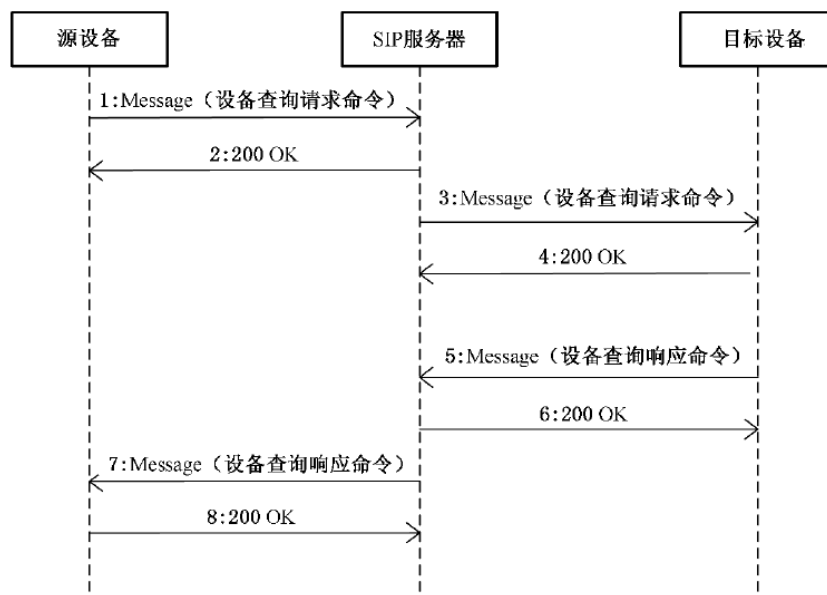 源设备
SIP服务器
目标设备
1:Message（设备查询请求命令）
2:200 OK
3:Message（设备查询请求命令）
4:200 OK
5:Message（设备查询响应命令）
6:200 OK
7:Message（设备查询响应命令）
8:200 OK